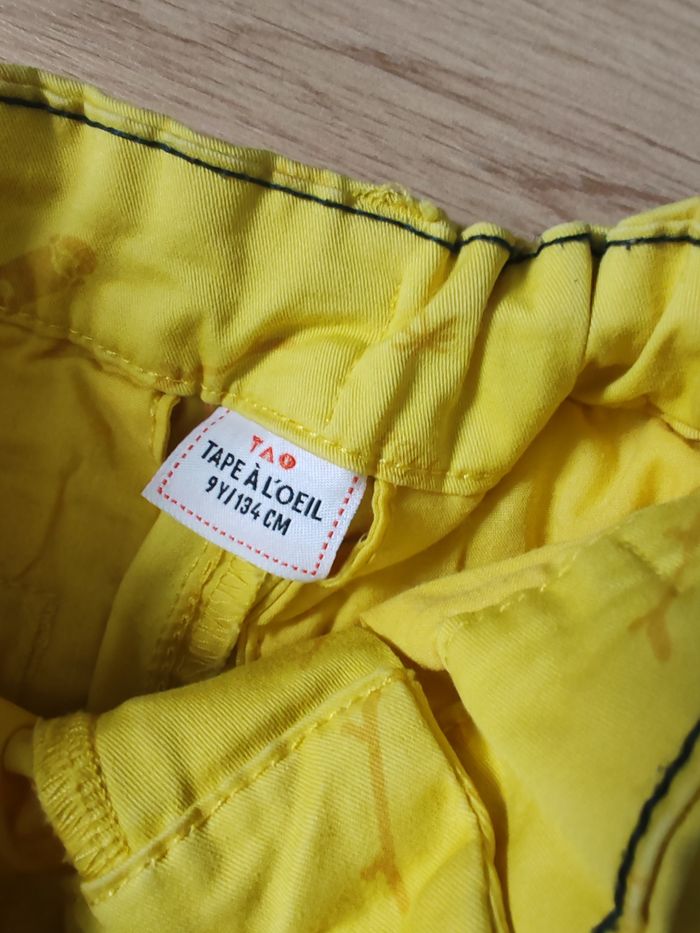 TAO
TAPE À L'OEIL
9Y/134 CM